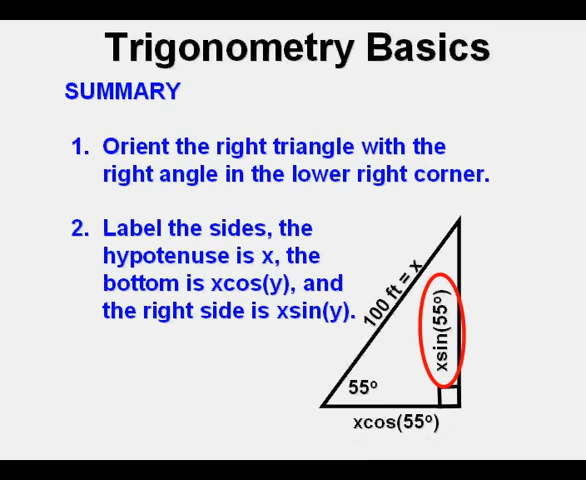 Trigonometry Basics
SUMMARY
1. Orient the right triangle with the
right angle in the lower right corner.
2. Label the sides, the
hypotenuse is x, the
bottom is xcos(y), and
the right side is xsin(y).
100 ft = x
xsin(55º)
55º
xcos(55º)